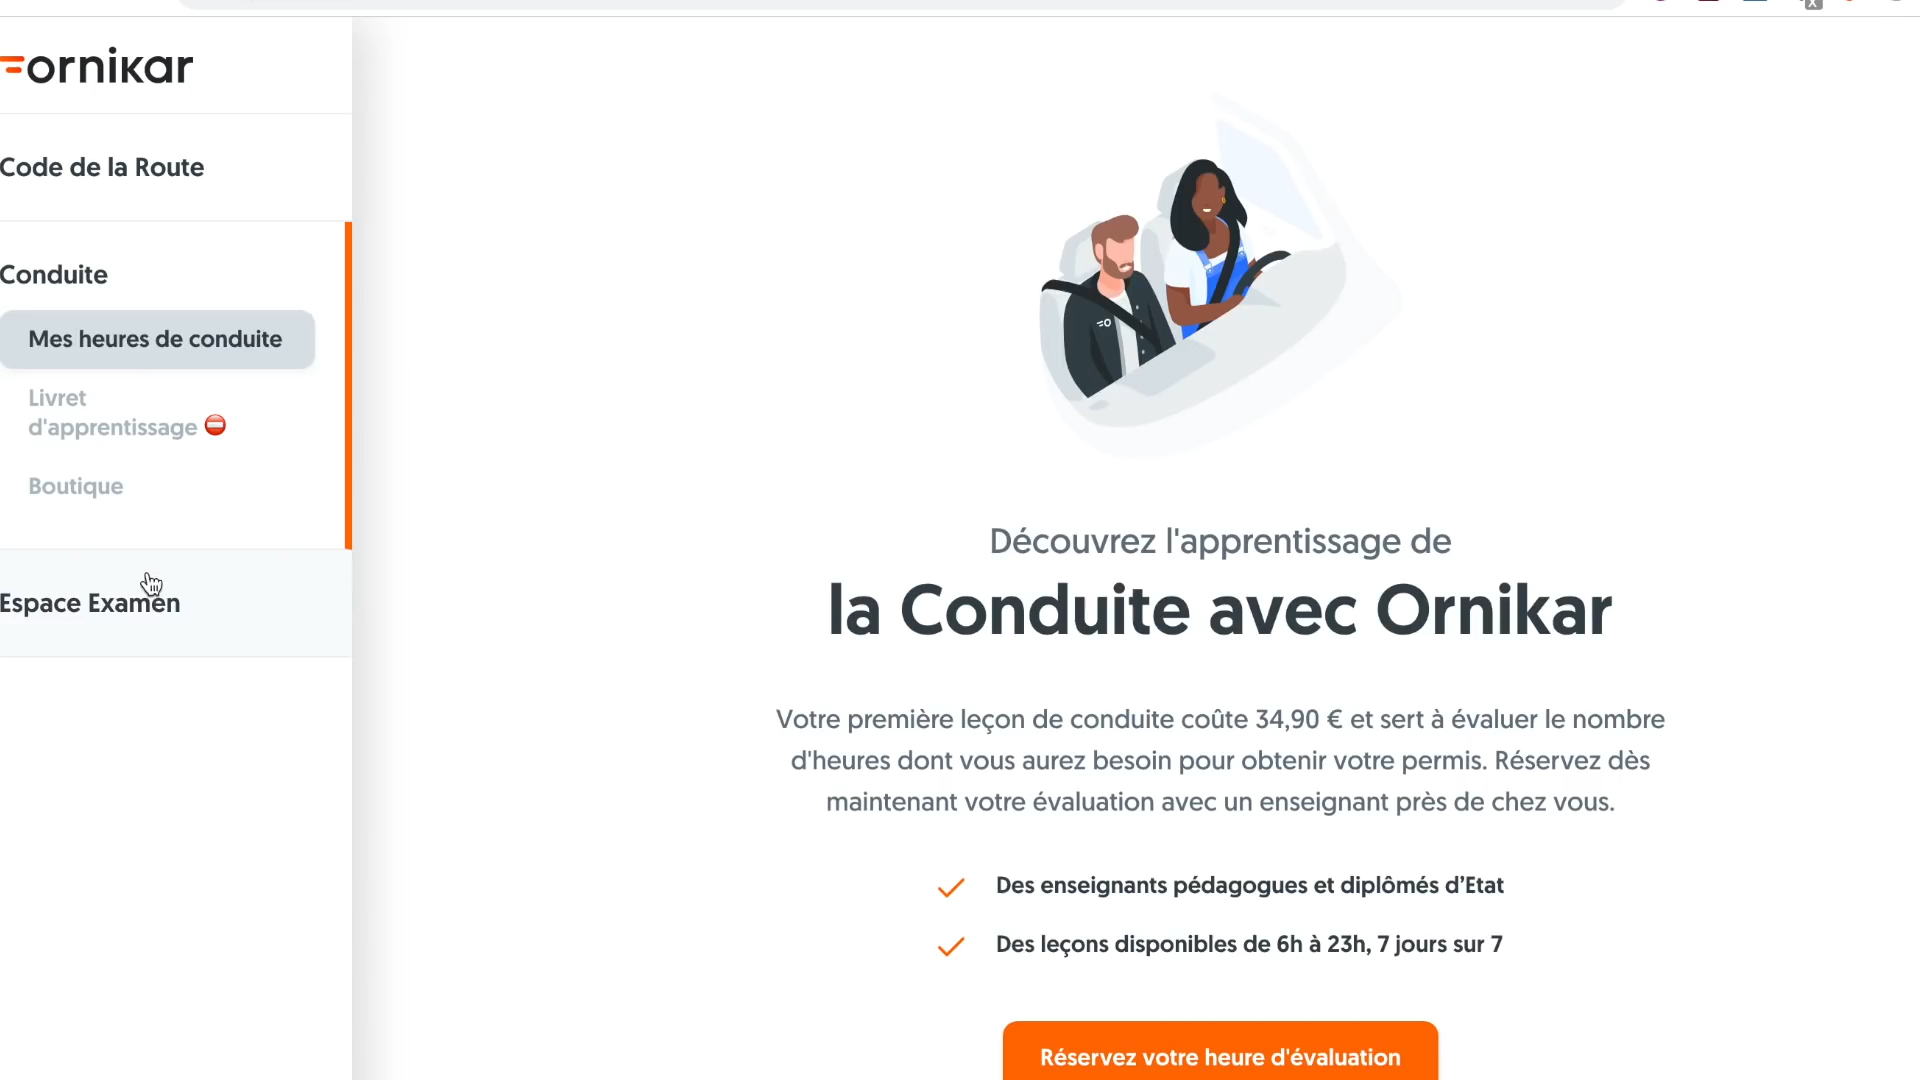 ornikar
Code de la Route
Conduite
Mes heures de conduite
Livret
d'apprentissage
Boutique
Espace Examen
Découvrez l'apprentissage de
la Conduite avec Ornikar
Votre première leçon de conduite coûte 34,90 € et sert à évaluer le nombre
d'heures dont vous aurez besoin pour obtenir votre permis. Réservez dès
maintenant votre évaluation avec un enseignant près de chez vous.
Des enseignants pédagogues et diplômés d’Etat
Des leçons disponibles de 6h à 23h, 7 jours sur 7
Réservez votre heure d'évaluation